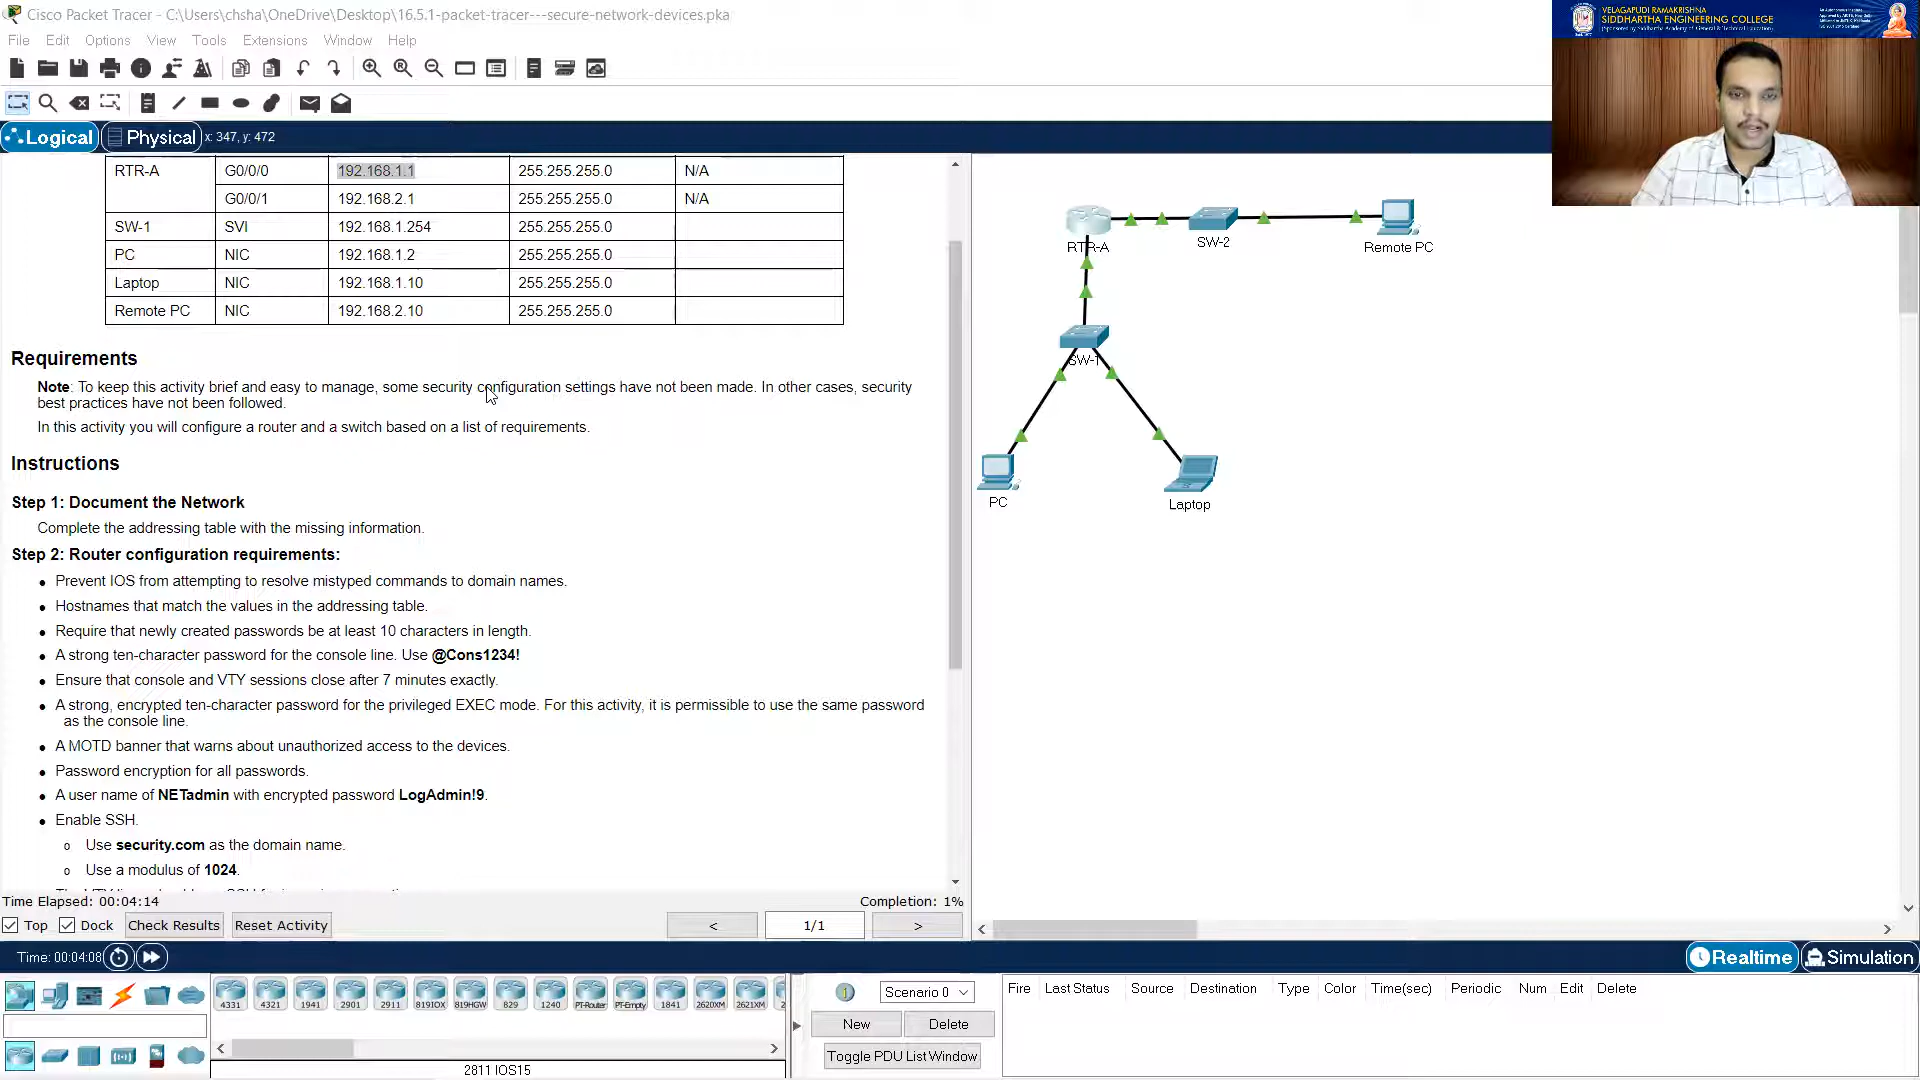 Cisco Packet Tracer - C:\Users\chsha\OneDrive\Desktop\16.5.1-packet-tracer---secure-network-devices.pka
File Edit Options View Tools Extensions Window Help
VELAGAPUDI RAMAKRISHNA
SIDDHARTHA ENGINEERING COLLEGE
Logical Physical x: 347, y: 472
RTR-A G0/0/0 192.168.1.1 255.255.255.0 N/A
G0/0/1 192.168.2.1 255.255.255.0 N/A
SW-1 SVI 192.168.1.254 255.255.255.0
PC NIC 192.168.1.2 255.255.255.0
Laptop NIC 192.168.1.10 255.255.255.0
Remote PC NIC 192.168.2.10 255.255.255.0
Requirements
Note: To keep this activity brief and easy to manage, some security configuration settings have not been made. In other cases, security
best practices have not been followed.
In this activity you will configure a router and a switch based on a list of requirements.
Instructions
Step 1: Document the Network
Complete the addressing table with the missing information.
Step 2: Router configuration requirements:
● Prevent IOS from attempting to resolve mistyped commands to domain names.
● Hostnames that match the values in the addressing table.
● Require that newly created passwords be at least 10 characters in length.
● A strong ten-character password for the console line. Use @Cons1234!
● Ensure that console and VTY sessions close after 7 minutes exactly.
● A strong, encrypted ten-character password for the privileged EXEC mode. For this activity, it is permissible to use the same password
as the console line.
● A MOTD banner that warns about unauthorized access to the devices.
● Password encryption for all passwords.
● A user name of NETadmin with encrypted password LogAdmin!9.
● Enable SSH.
o Use security.com as the domain name.
o Use a modulus of 1024.
RTR-A
SW-2
Remote PC
SW-1
PC
Laptop
Time Elapsed: 00:04:14 Completion: 1%
Top Dock Check Results Reset Activity < 1/1 >
Time: 00:04:08 Realtime Simulation
4331 4321 1941 2901 2911 819IOX 819HGW 829 1240 PT-Router PT-Empty 1841 2620XM 2621XM
2811 IOS15
Scenario 0
New Delete
Toggle PDU List Window
Fire Last Status Source Destination Type Color Time(sec) Periodic Num Edit Delete